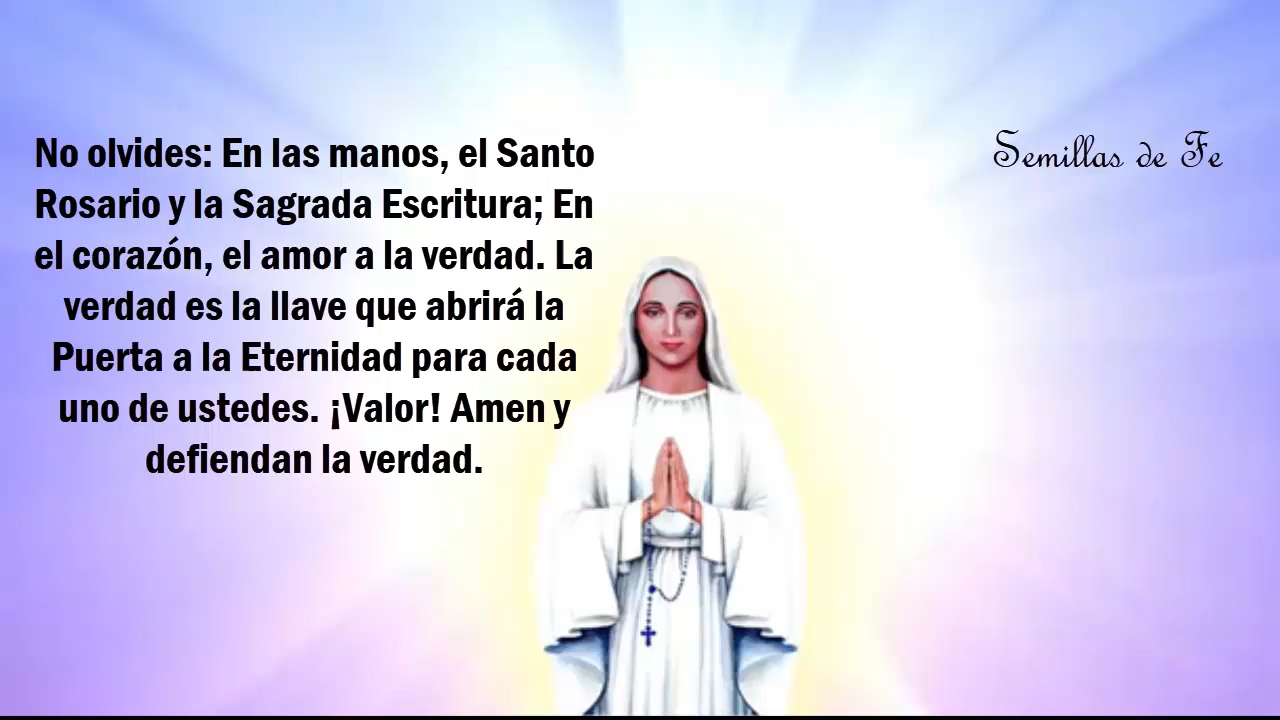 No olvides: En las manos, el Santo
Rosario y la Sagrada Escritura; En
el corazón, el amor a la verdad. La
verdad es la llave que abrirá la
Puerta a la Eternidad para cada
uno de ustedes. ¡Valor! Amen y
defiendan la verdad.
Semillas de Fe